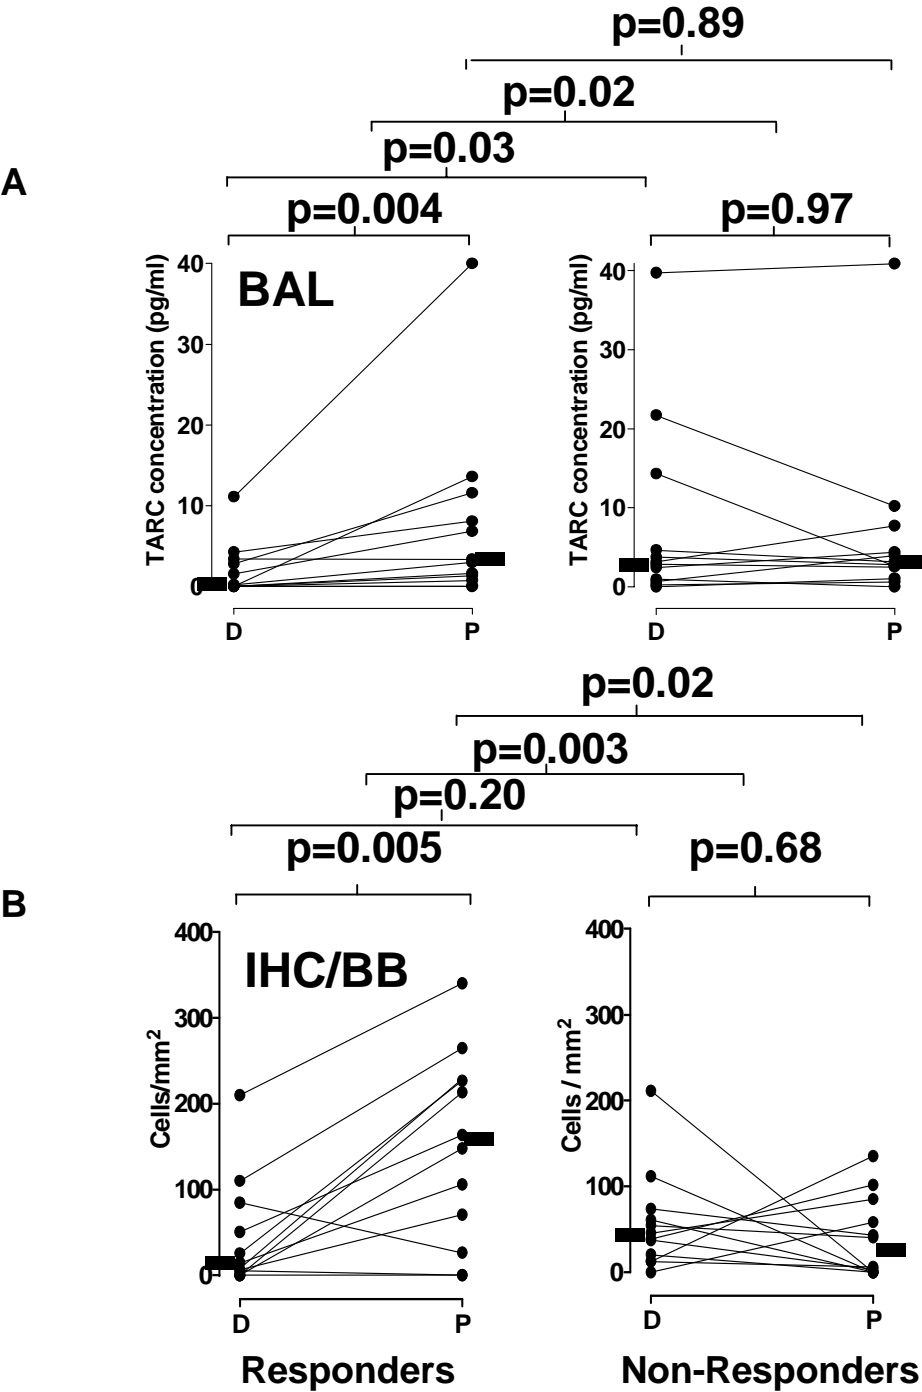 p=0.89
p=0.02
p=0.03
A
p=0.004
p=0.97
BAL
TARC concentration (pg/ml)
40
30
20
10
0
D
P
TARC concentration (pg/ml)
40
30
20
10
0
D
P
p=0.02
p=0.003
p=0.20
p=0.005
p=0.68
B
IHC/BB
Cells/mm²
400
300
200
100
0
D
P
Cells / mm²
400
300
200
100
0
D
P
Responders
Non-Responders